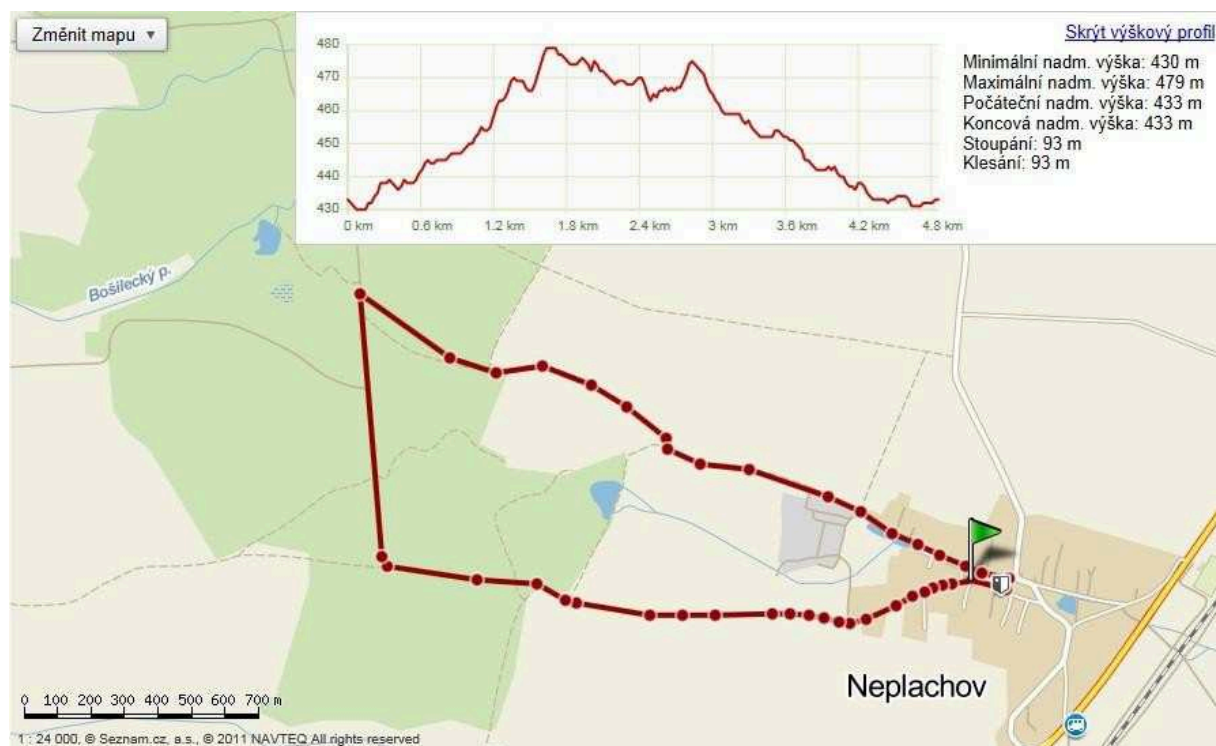 Změnit mapu
Skrýt výškový profil
Minimální nadm. výška: 430 m
Maximální nadm. výška: 479 m
Počáteční nadm. výška: 433 m
Koncová nadm. výška: 433 m
Stoupání: 93 m
Klesání: 93 m
480
470
460
450
440
430
0 km 0.6 km 1.2 km 1.8 km 2.4 km 3 km 3.6 km 4.2 km 4.8 km
Bošilecký p.
Neplachov
0 100 200 300 400 500 600 700 m
1 : 24 000, © Seznam.cz, a.s., © 2011 NAVTEQ All rights reserved